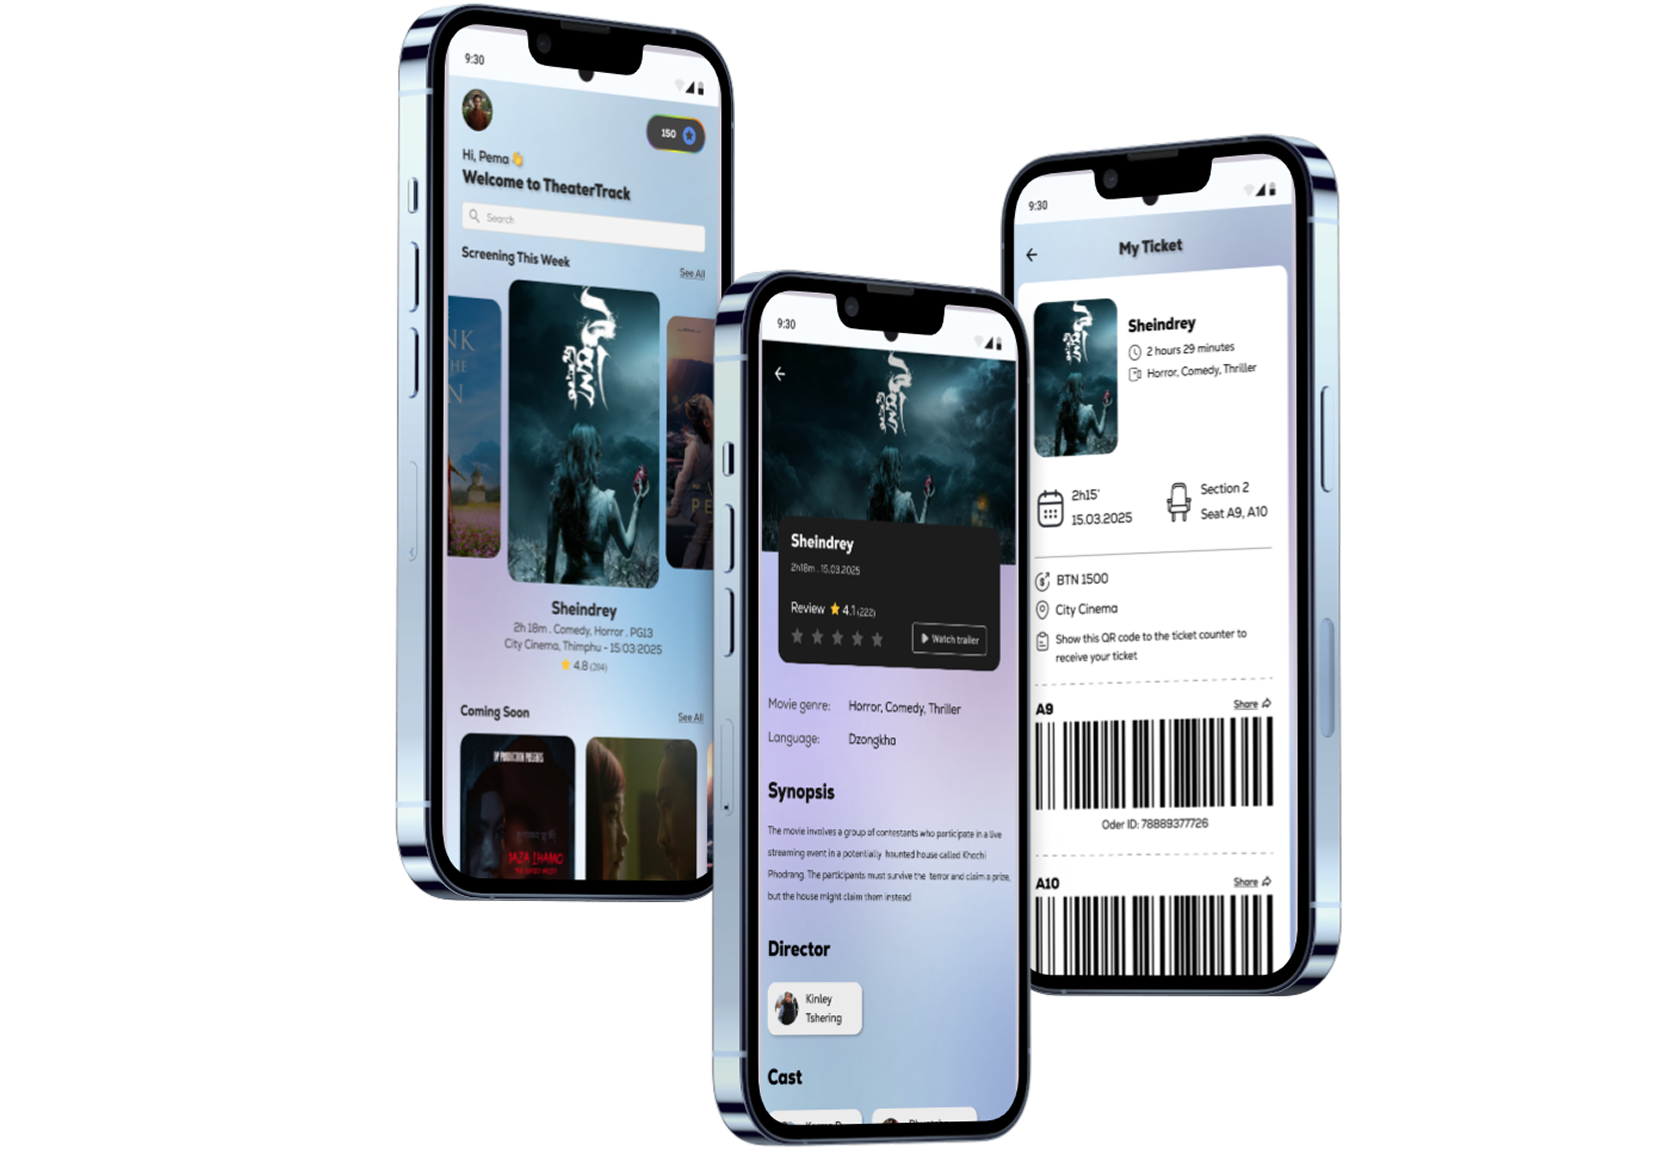 9:30
150
Hi, Pema 👋
Welcome to TheaterTrack
Search
Screening This Week
See All
NK
HE
N
PE
Sheindrey
2h 18m . Comedy, Horror . PG13
City Cinema, Thimphu - 15/03/2025
4.8 (204)
Coming Soon
See All
PRODUCTION PRESENTS
LHAMO
9:30
Sheindrey
2h18m . 15.03.2025
Review 4.1 (222)
Watch trailer
Movie genre: Horror, Comedy, Thriller
Language: Dzongkha
Synopsis
The movie involves a group of contestants who participate in a live
streaming event in a potentially haunted house called Khochi
Phodrang. The participants must survive the terror and claim a prize,
but the house might claim them instead
Director
Kinley
Tshering
Cast
9:30
My Ticket
Sheindrey
2 hours 29 minutes
Horror, Comedy, Thriller
2h15'
15.03.2025
Section 2
Seat A9, A10
BTN 1500
City Cinema
Show this QR code to the ticket counter to
receive your ticket
A9
Share
Oder ID: 78889377726
A10
Share